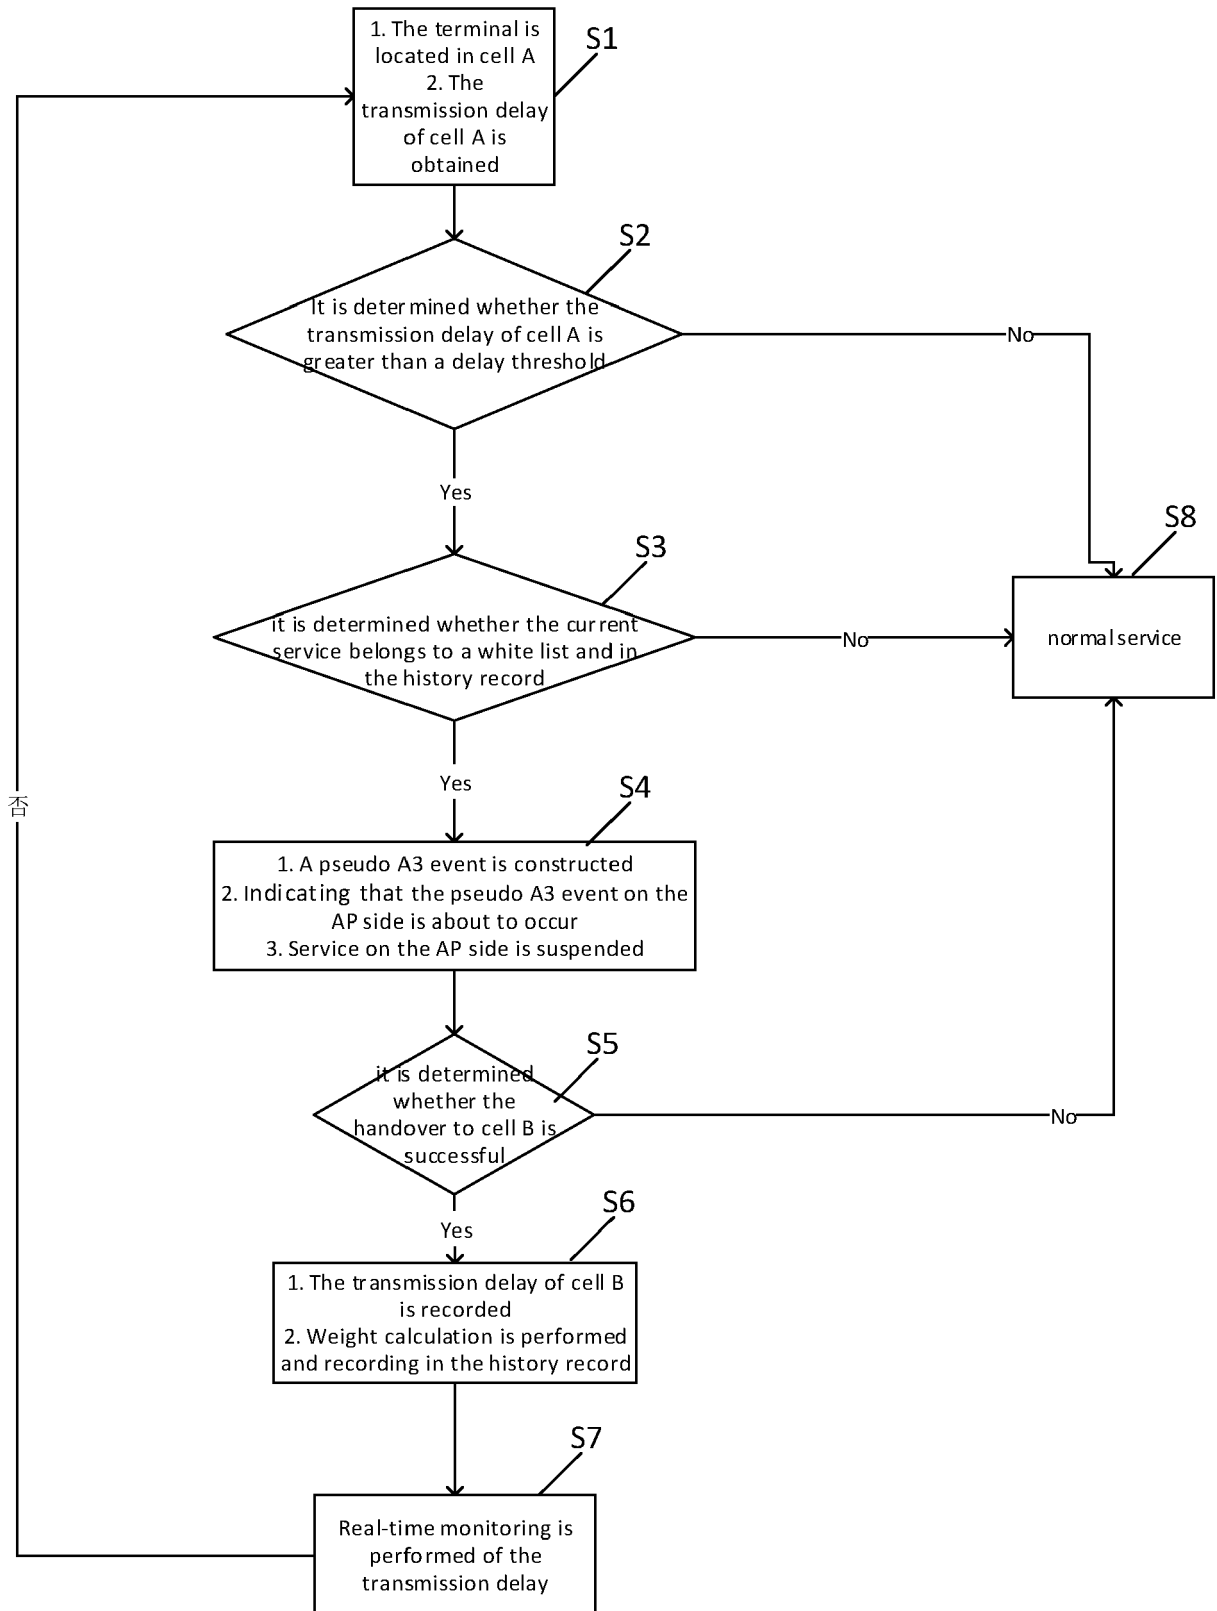 1. The terminal is
located in cell A
2. The
transmission delay
of cell A is
obtained
S1
S2
It is determined whether the
transmission delay of cell A is
greater than a delay threshold
No
Yes
S3
it is determined whether the current
service belongs to a white list and in
the history record
No
S8
normal service
Yes
否
S4
1. A pseudo A3 event is constructed
2. Indicating that the pseudo A3 event on the
AP side is about to occur
3. Service on the AP side is suspended
S5
it is determined
whether the
handover to cell B is
successful
No
Yes
S6
1. The transmission delay of cell B
is recorded
2. Weight calculation is performed
and recording in the history record
S7
Real-time monitoring is
performed of the
transmission delay